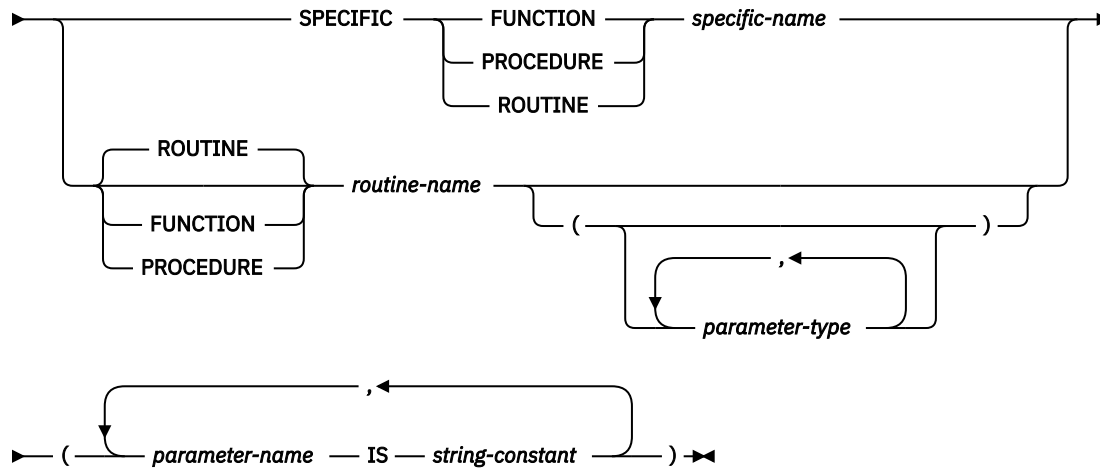 SPECIFIC FUNCTION specific-name
PROCEDURE
ROUTINE
ROUTINE
routine-name
FUNCTION
PROCEDURE
( )
,
parameter-type
,
( parameter-name IS string-constant )